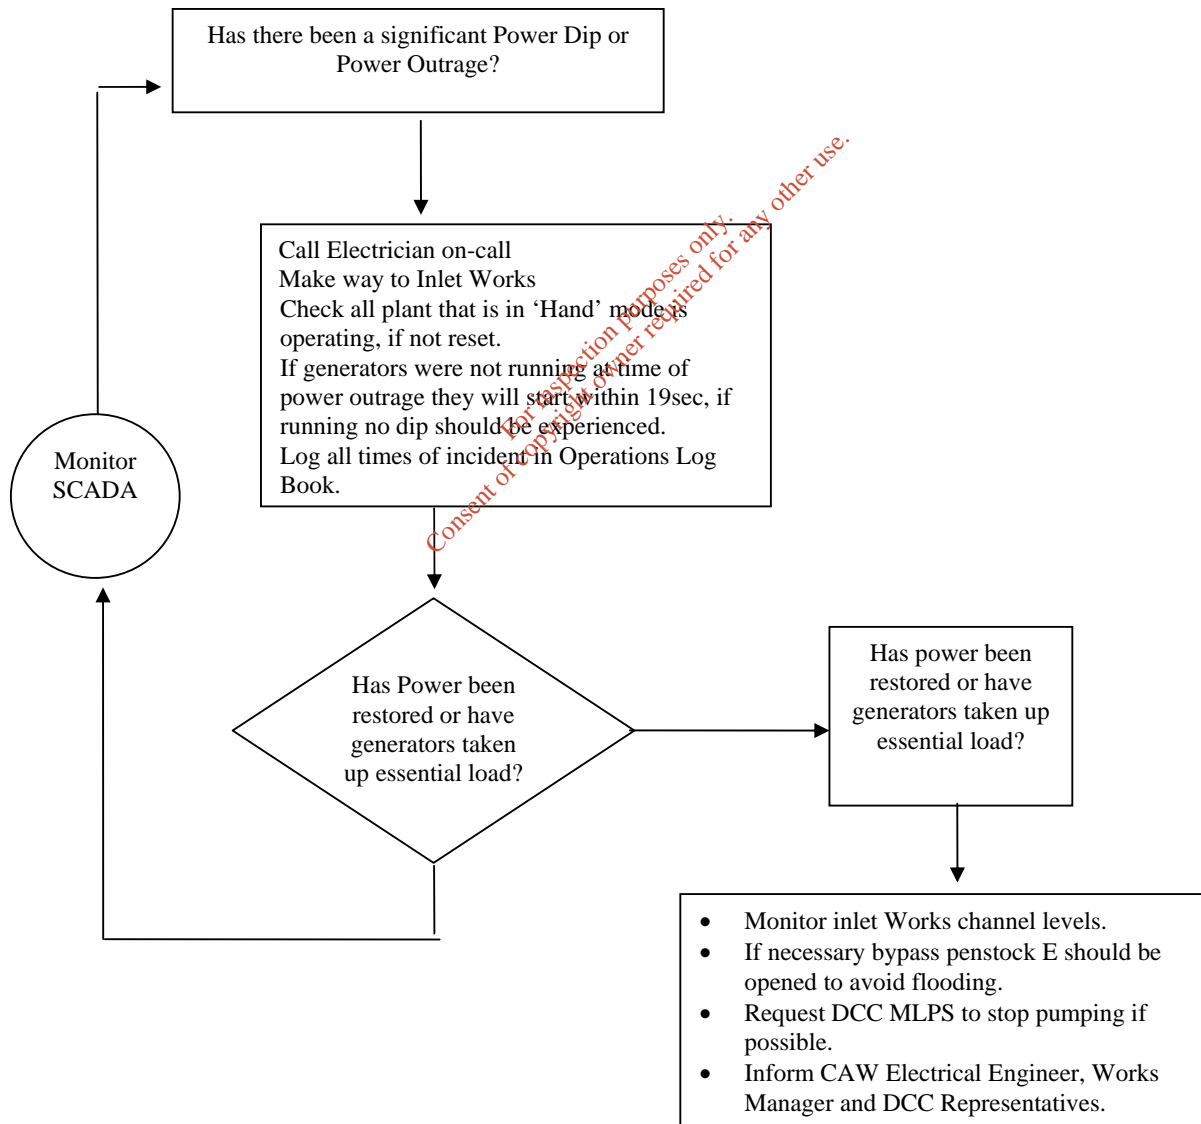 Has there been a significant Power Dip or
Power Outrage?
Call Electrician on-call
Make way to Inlet Works
Check all plant that is in ‘Hand’ mode is
operating, if not reset.
If generators were not running at time of
power outrage they will start within 19sec, if
running no dip should be experienced.
Log all times of incident in Operations Log
Book.
For inspection purposes only.
Consent of copyright owner required for any other use.
Monitor
SCADA
Has Power been
restored or have
generators taken
up essential load?
Has power been
restored or have
generators taken up
essential load?
• Monitor inlet Works channel levels.
• If necessary bypass penstock E should be
opened to avoid flooding.
• Request DCC MLPS to stop pumping if
possible.
• Inform CAW Electrical Engineer, Works
Manager and DCC Representatives.